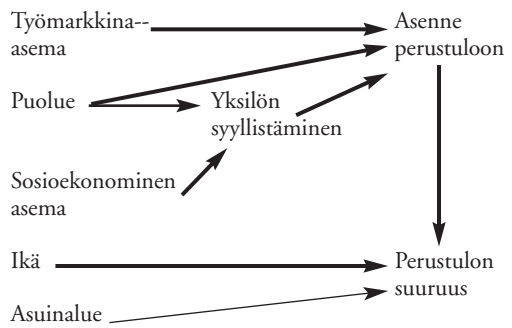 Työmarkkina--
asema
Asenne
perustuloon
Puolue
Yksilön
syyllistäminen
Sosioekonominen
asema
Ikä
Perustulon
suuruus
Asuinalue